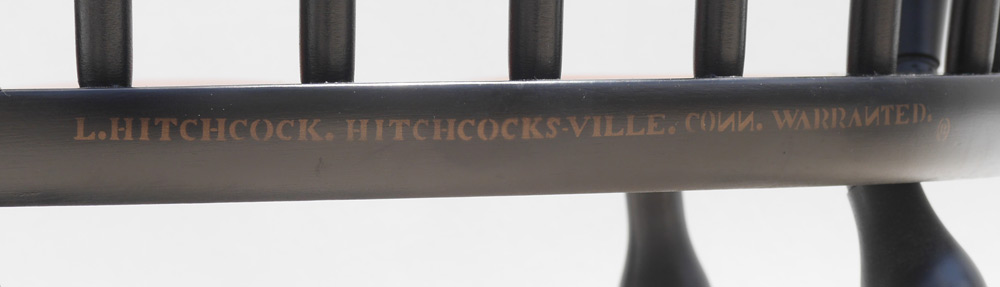 L.HITCHCOCK. HITCHCOCKS-VILLE. CONN. WARRANTED. ®